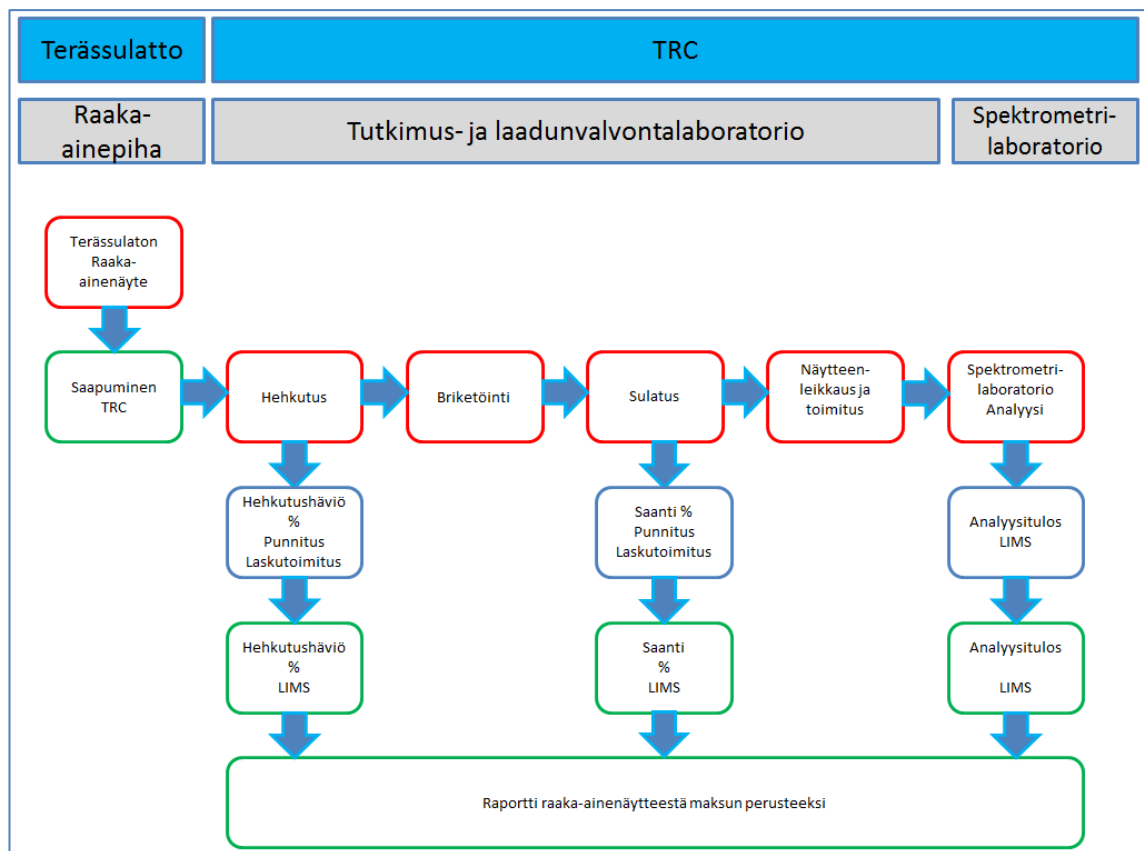 Terässulatto
TRC
Raaka-
ainepiha
Tutkimus- ja laadunvalvontalaboratorio
Spektrometri-
laboratorio
Terässulaton
Raaka-
ainenäyte
Saapuminen
TRC
Hehkutus
Briketöinti
Sulatus
Näytteen-
leikkaus ja
toimitus
Spektrometri-
laboratorio
Analyysi
Hehkutushäviö
%
Punnitus
Laskutoimitus
Saanti %
Punnitus
Laskutoimitus
Analyysitulos
LIMS
Hehkutushäviö
%
LIMS
Saanti
%
LIMS
Analyysitulos
LIMS
Raportti raaka-ainenäytteestä maksun perusteeksi